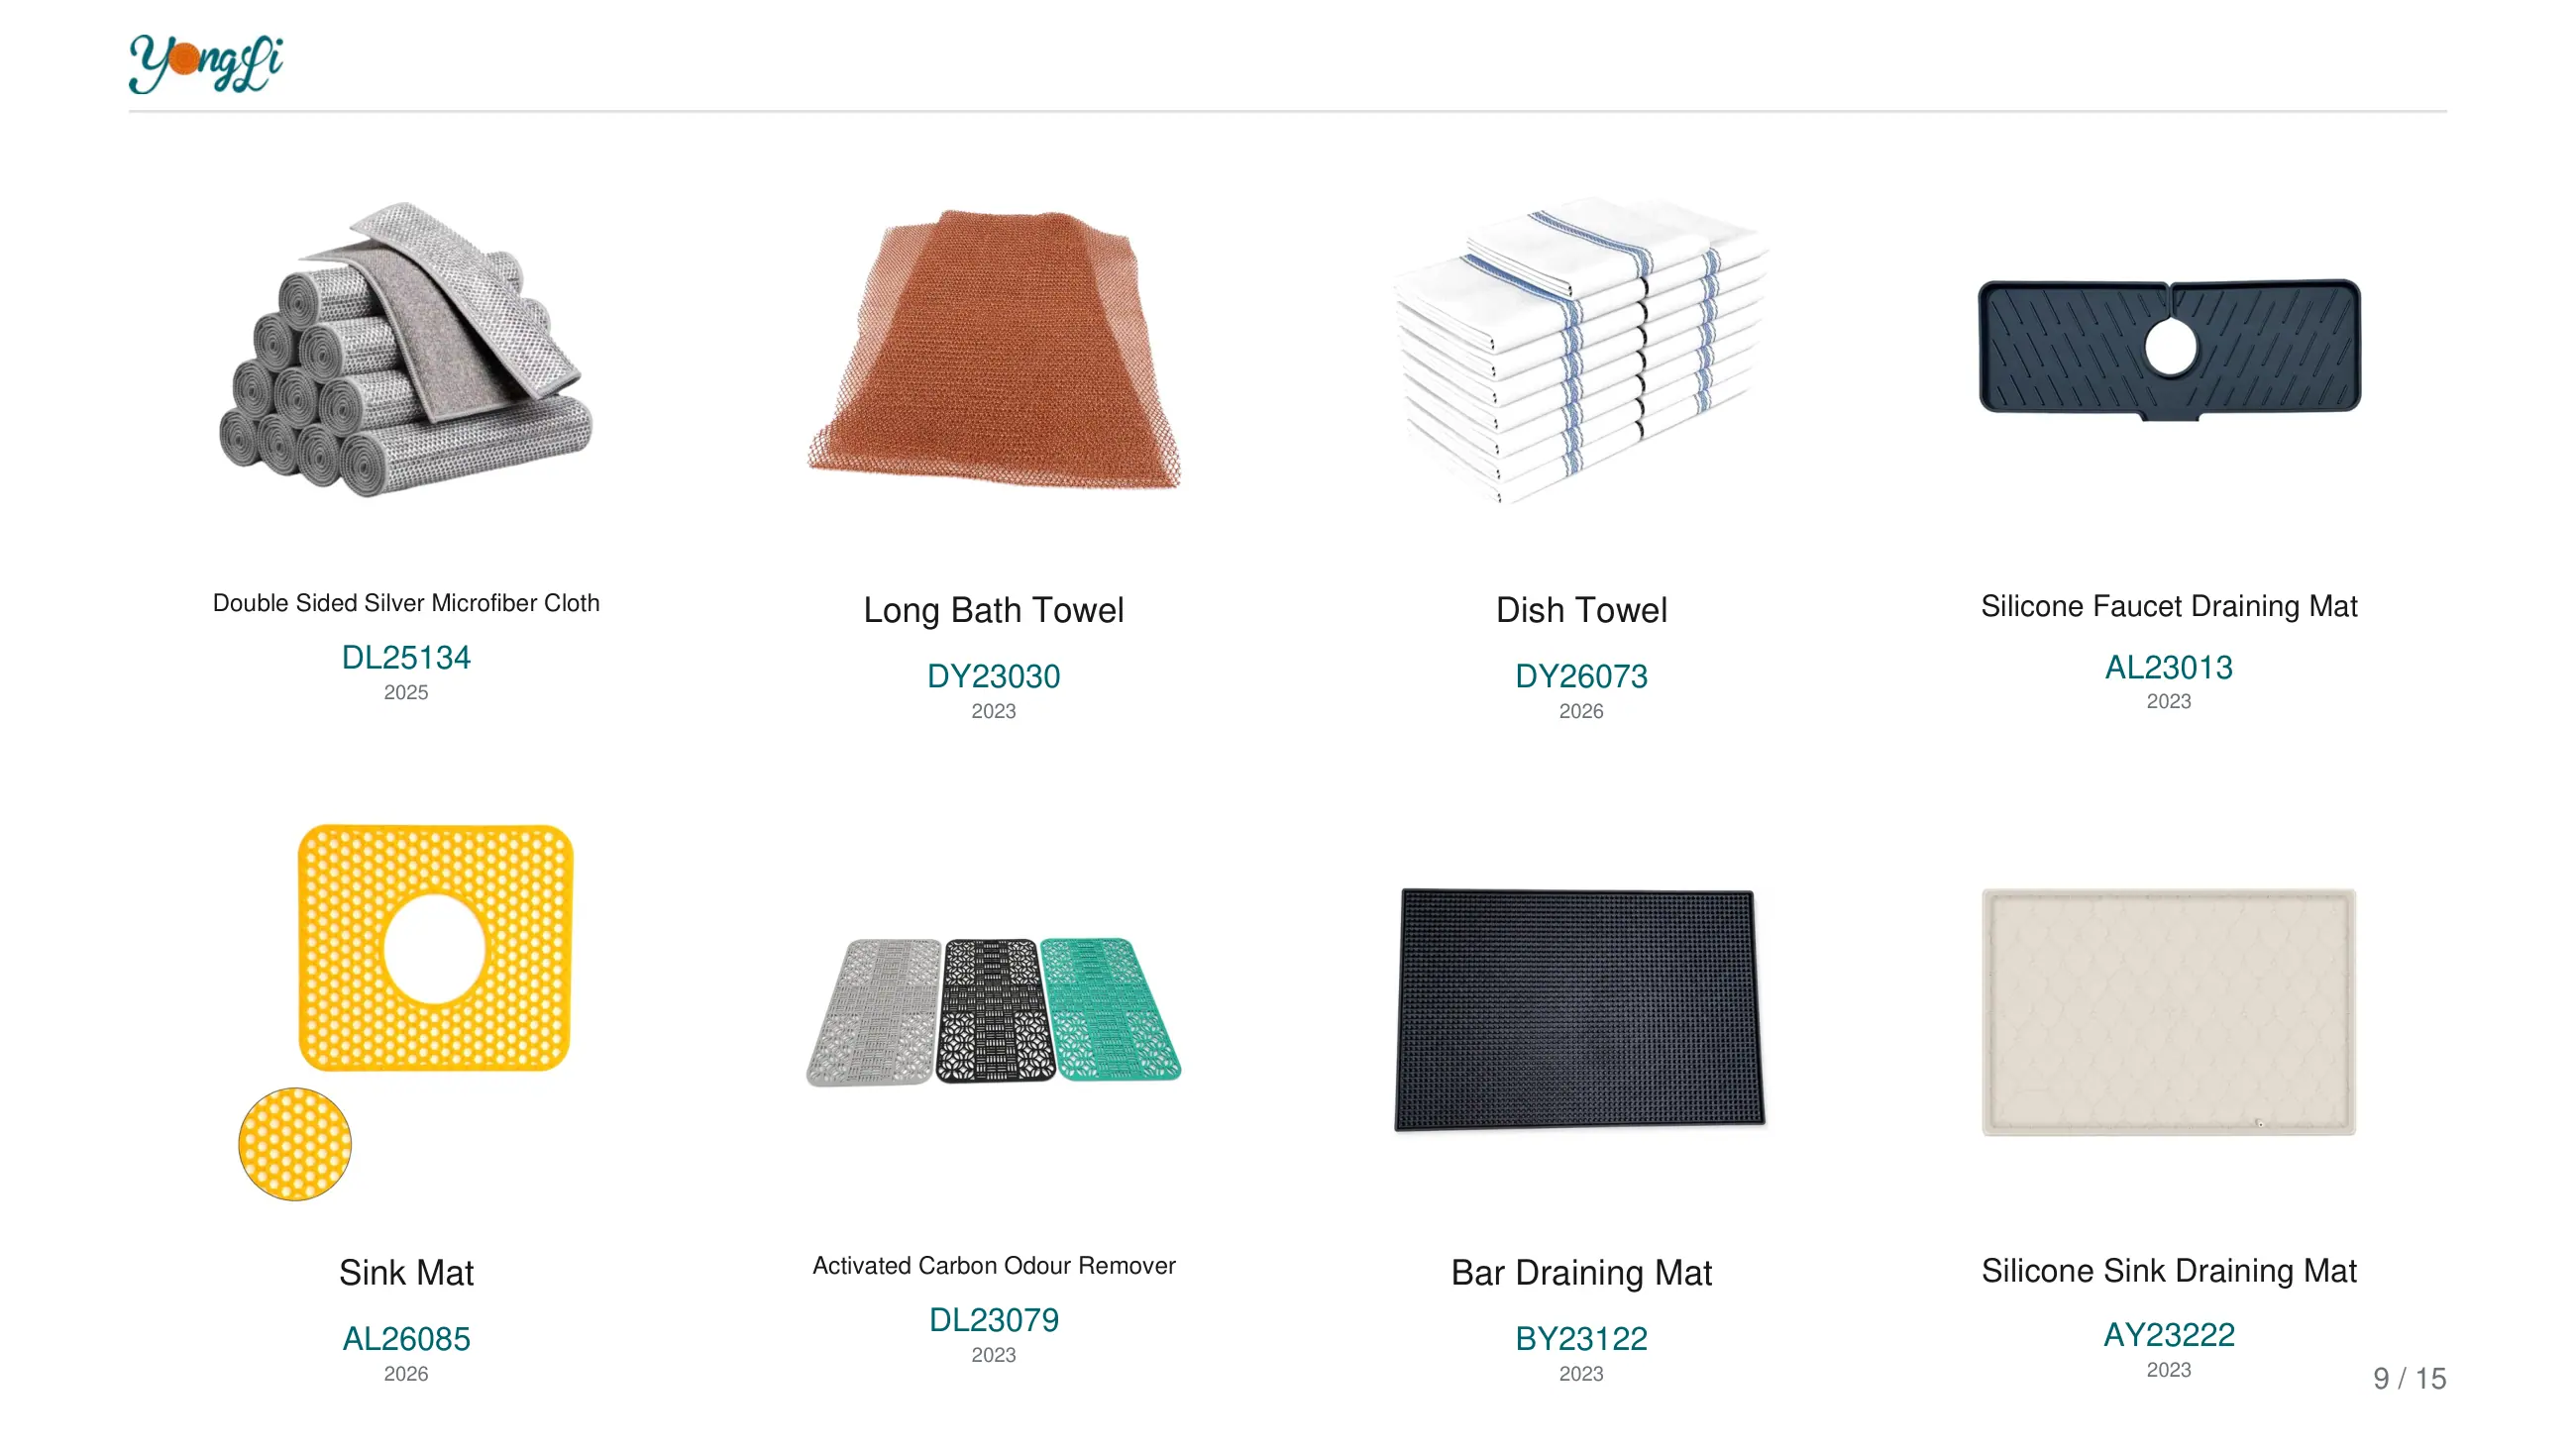 YongLi
Double Sided Silver Microfiber Cloth
DL25134
2025
Long Bath Towel
DY23030
2023
Dish Towel
DY26073
2026
Silicone Faucet Draining Mat
AL23013
2023
Sink Mat
AL26085
2026
Activated Carbon Odour Remover
DL23079
2023
Bar Draining Mat
BY23122
2023
Silicone Sink Draining Mat
AY23222
2023
9 / 15